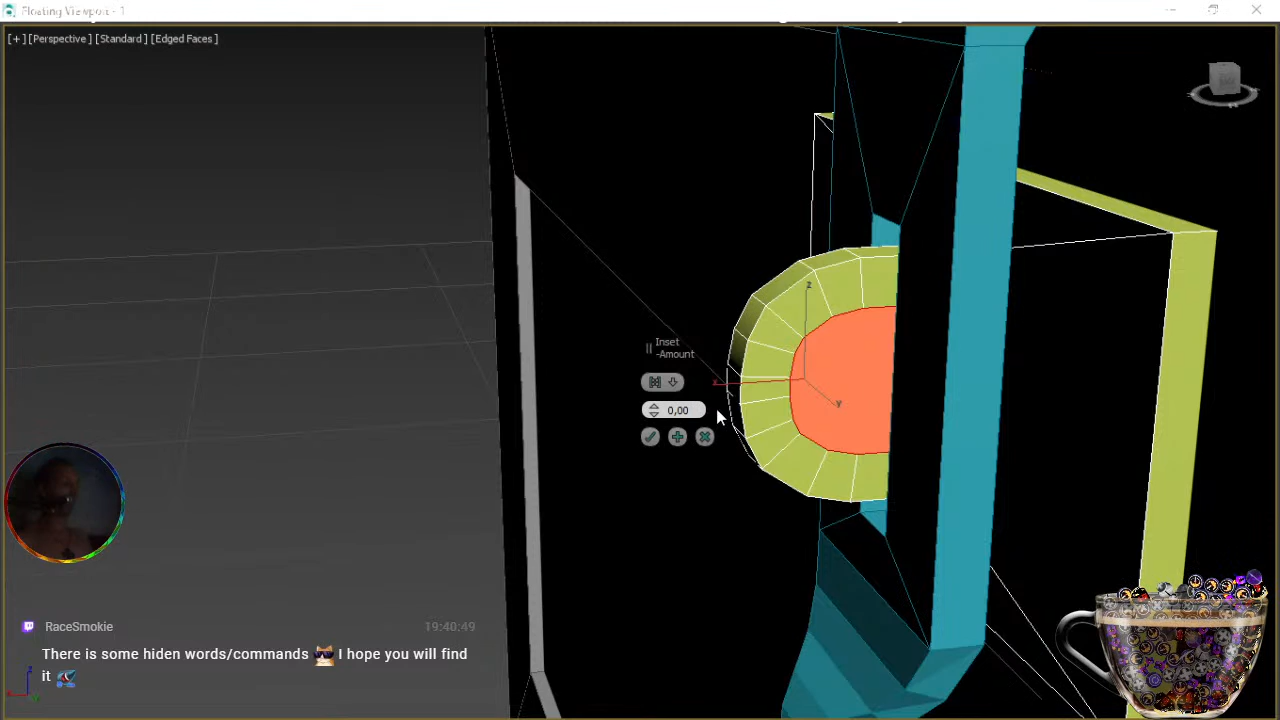 Floating Viewport - 1
[+] [Perspective] [Standard] [Edged Faces]
z
Inset
-Amount
x
0,00
y
RaceSmokie 19:40:49
There is some hiden words/commands I hope you will find
it